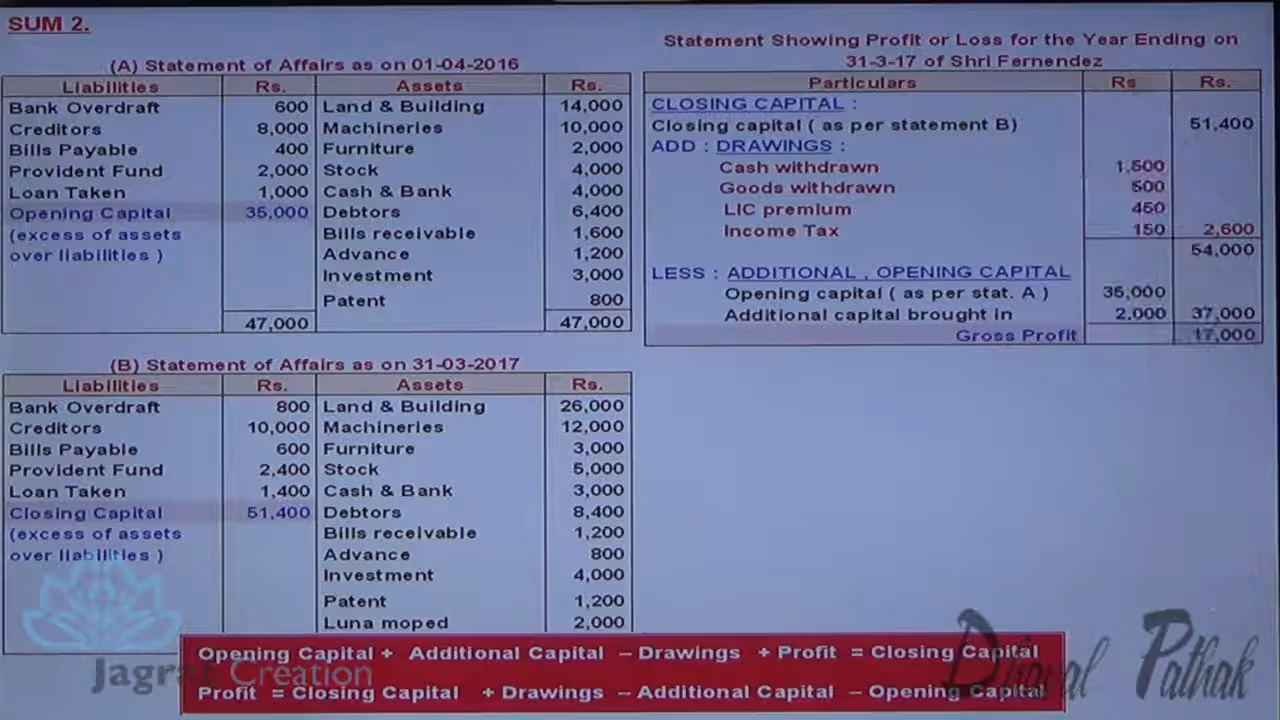 SUM 2.
(A) Statement of Affairs as on 01-04-2016
Liabilities Rs. Assets Rs.
Bank Overdraft 600 Land & Building 14,000
Creditors 8,000 Machineries 10,000
Bills Payable 400 Furniture 2,000
Provident Fund 2,000 Stock 4,000
Loan Taken 1,000 Cash & Bank 4,000
Opening Capital 35,000 Debtors 6,400
(excess of assets Bills receivable 1,600
over liabilities ) Advance 1,200
Investment 3,000
Patent 800
47,000 47,000
(B) Statement of Affairs as on 31-03-2017
Liabilities Rs. Assets Rs.
Bank Overdraft 800 Land & Building 26,000
Creditors 10,000 Machineries 12,000
Bills Payable 600 Furniture 3,000
Provident Fund 2,400 Stock 5,000
Loan Taken 1,400 Cash & Bank 3,000
Closing Capital 51,400 Debtors 8,400
(excess of assets Bills receivable 1,200
over liabilities ) Advance 800
Investment 4,000
Patent 1,200
Luna moped 2,000
Statement Showing Profit or Loss for the Year Ending on
31-3-17 of Shri Fernendez
Particulars Rs Rs.
CLOSING CAPITAL :
Closing capital ( as per statement B) 51,400
ADD : DRAWINGS :
Cash withdrawn 1,500
Goods withdrawn 500
LIC premium 450
Income Tax 150 2,600
54,000
LESS : ADDITIONAL , OPENING CAPITAL
Opening capital ( as per stat. A ) 35,000
Additional capital brought in 2,000 37,000
Gross Profit 17,000
Opening Capital + Additional Capital – Drawings + Profit = Closing Capital
Profit = Closing Capital + Drawings – Additional Capital – Opening Capital
Jagrat Creation
Dhaval Pathak